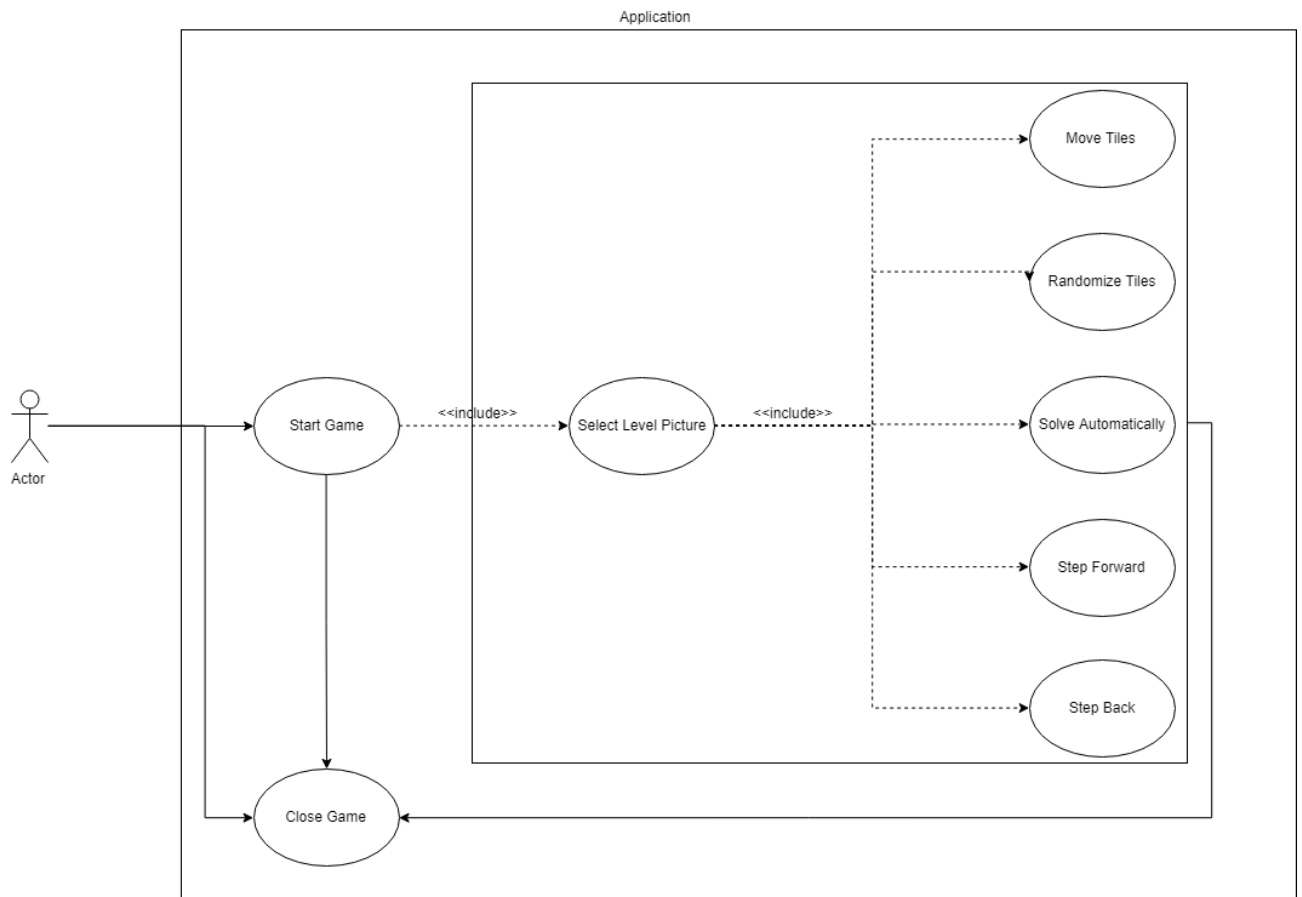 Application
Move Tiles
Randomize Tiles
Actor
Start Game
<<include>>
Select Level Picture
<<include>>
Solve Automatically
Step Forward
Step Back
Close Game